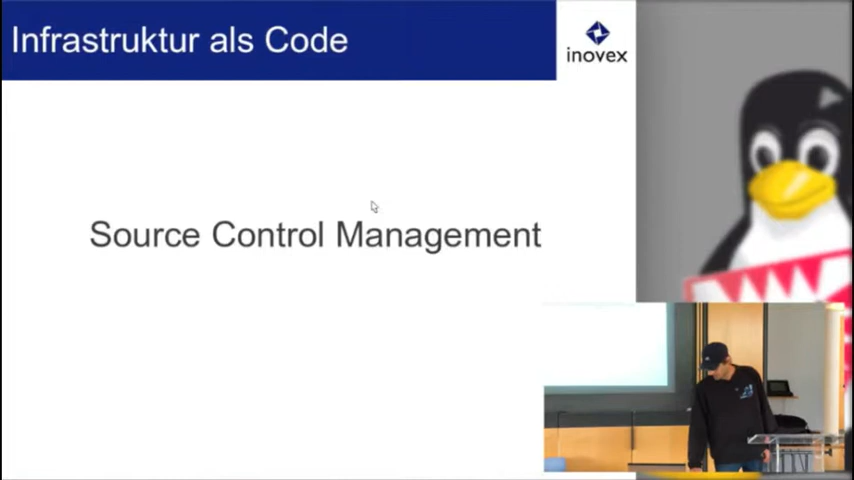 Infrastruktur als Code
inovex
Source Control Management